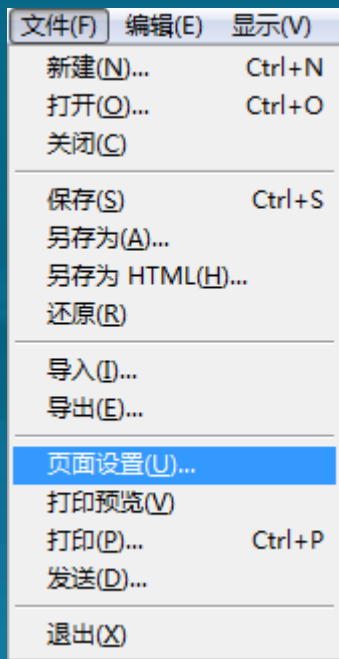 文件(F) 编辑(E) 显示(V)
新建(N)... Ctrl+N
打开(O)... Ctrl+O
关闭(C)
保存(S) Ctrl+S
另存为(A)...
另存为 HTML(H)...
还原(R)
导入(I)...
导出(E)...
页面设置(U)...
打印预览(V)
打印(P)... Ctrl+P
发送(D)...
退出(X)